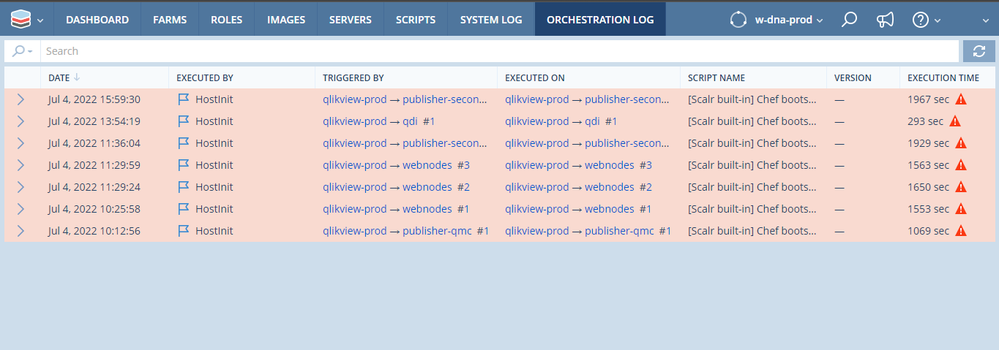 DASHBOARD FARMS ROLES IMAGES SERVERS SCRIPTS SYSTEM LOG ORCHESTRATION LOG w-dna-prod
Search
DATE EXECUTED BY TRIGGERED BY EXECUTED ON SCRIPT NAME VERSION EXECUTION TIME
Jul 4, 2022 15:59:30 HostInit qlikview-prod → publisher-secon... qlikview-prod → publisher-secon... [Scalr built-in] Chef boots... — 1967 sec
Jul 4, 2022 13:54:19 HostInit qlikview-prod → qdi #1 qlikview-prod → qdi #1 [Scalr built-in] Chef boots... — 293 sec
Jul 4, 2022 11:36:04 HostInit qlikview-prod → publisher-secon... qlikview-prod → publisher-secon... [Scalr built-in] Chef boots... — 1929 sec
Jul 4, 2022 11:29:59 HostInit qlikview-prod → webnodes #3 qlikview-prod → webnodes #3 [Scalr built-in] Chef boots... — 1563 sec
Jul 4, 2022 11:29:24 HostInit qlikview-prod → webnodes #2 qlikview-prod → webnodes #2 [Scalr built-in] Chef boots... — 1650 sec
Jul 4, 2022 10:25:58 HostInit qlikview-prod → webnodes #1 qlikview-prod → webnodes #1 [Scalr built-in] Chef boots... — 1553 sec
Jul 4, 2022 10:12:56 HostInit qlikview-prod → publisher-qmc #1 qlikview-prod → publisher-qmc #1 [Scalr built-in] Chef boots... — 1069 sec